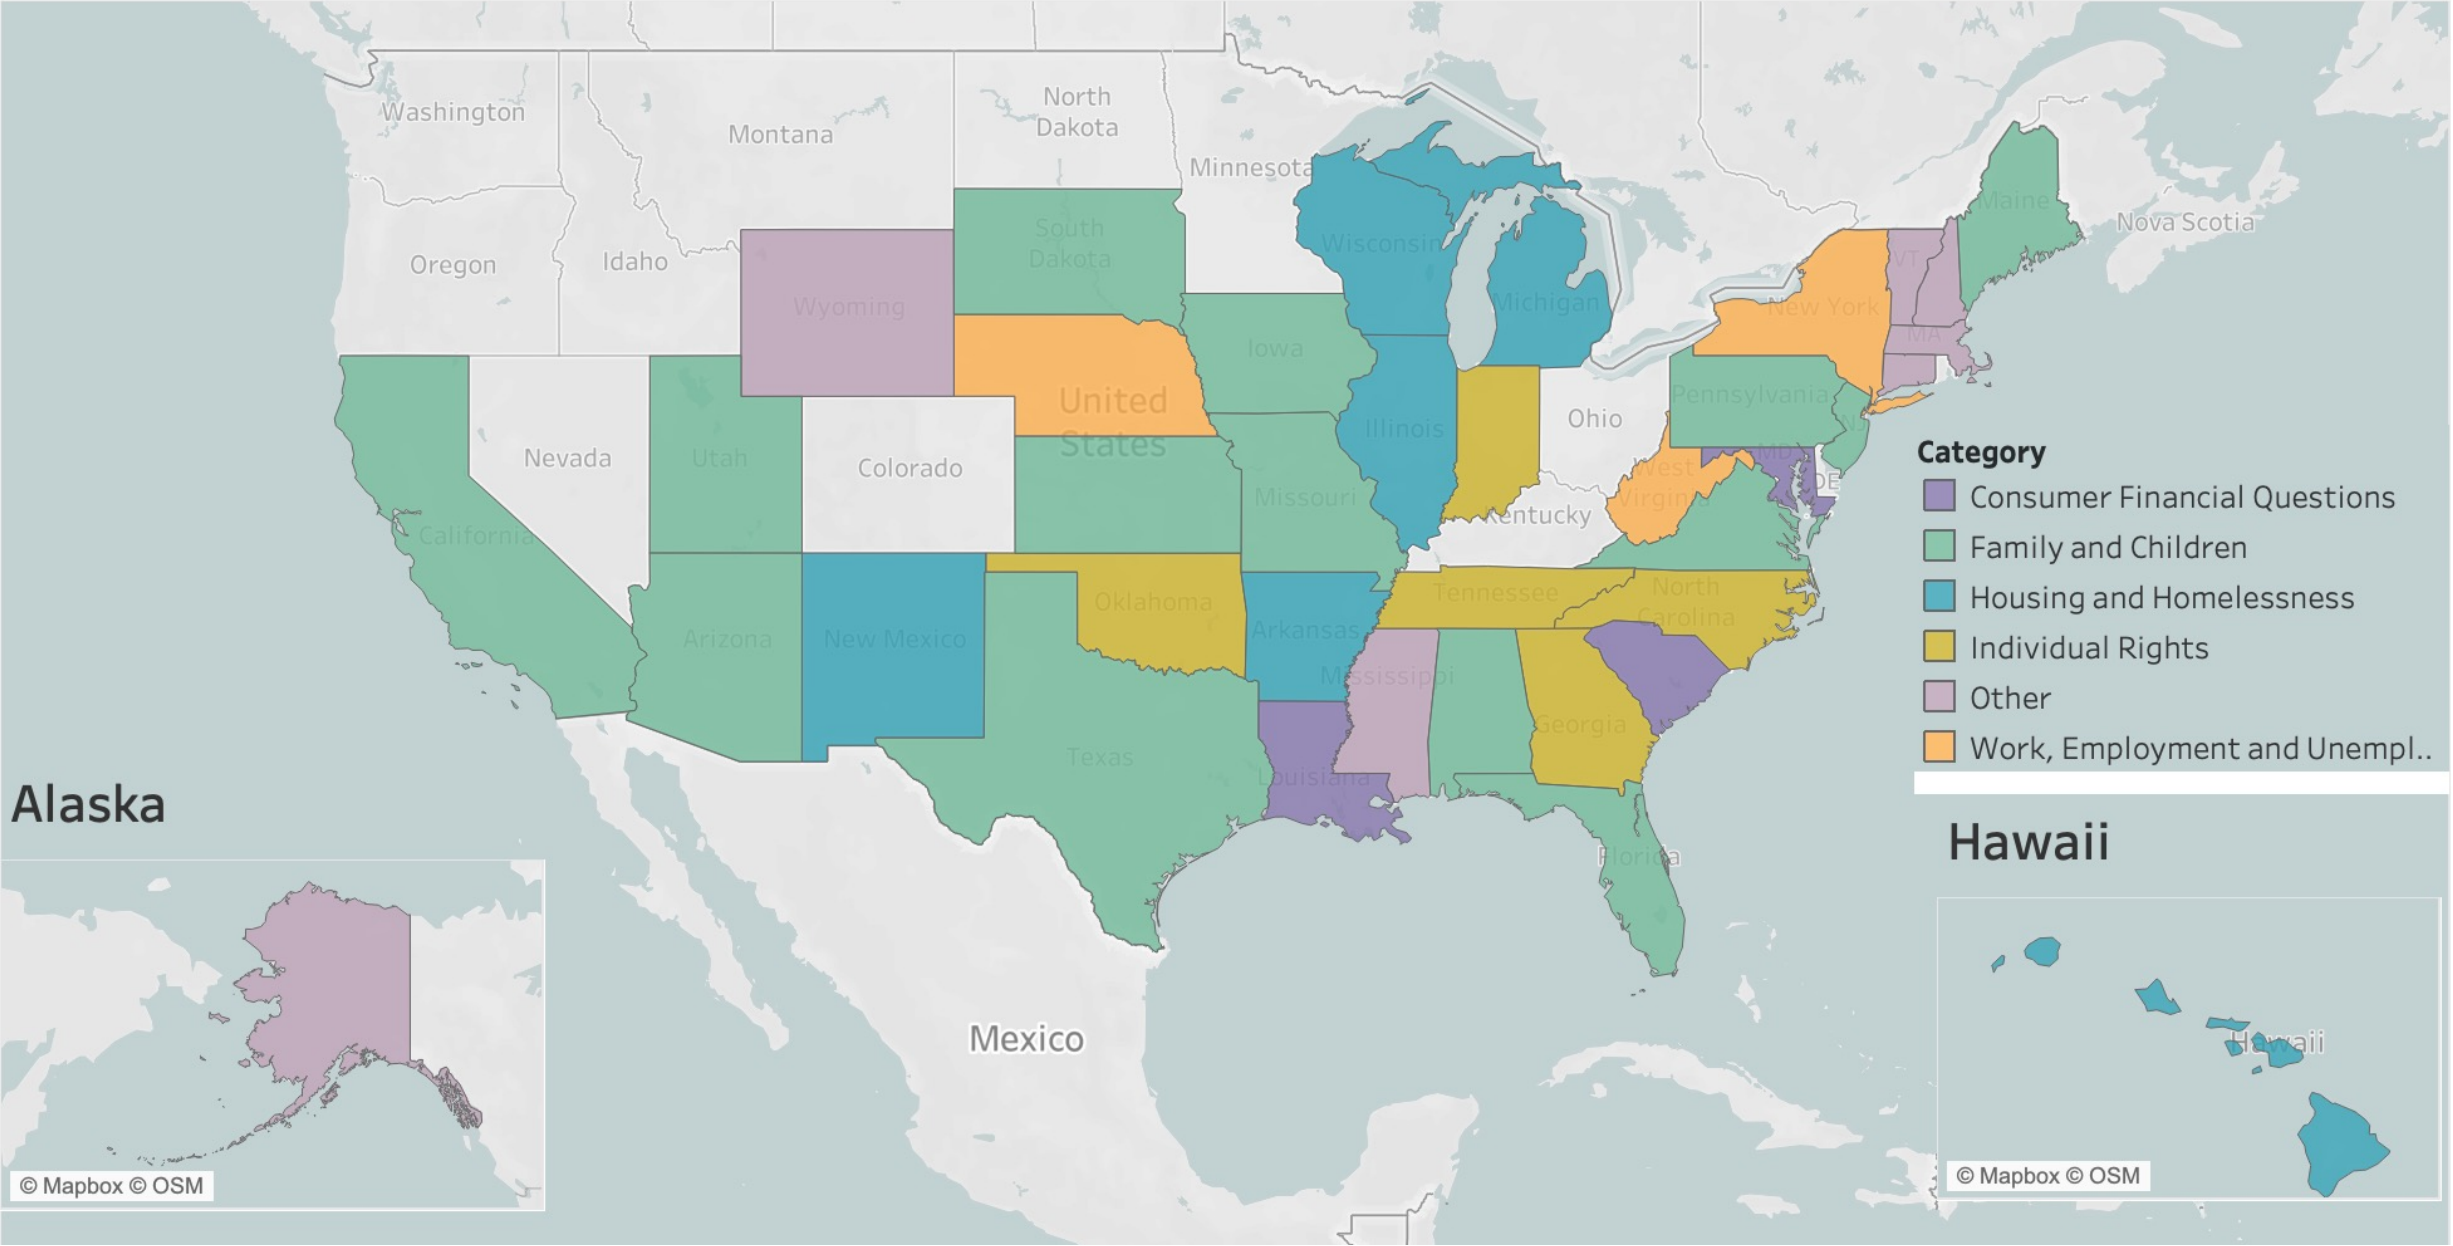 Washington
Montana
North
Dakota
Minnesota
Oregon
Idaho
Wyoming
South
Dakota
Wisconsin
Michigan
Maine
Nova Scotia
VT
New York
MA
Iowa
United
States
Nevada
Utah
Colorado
California
Illinois
Ohio
Pennsylvania
NJ
MD
DE
West
Virginia
Missouri
Kentucky
Arizona
New Mexico
Oklahoma
Arkansas
Tennessee
North
Carolina
Mississippi
Georgia
Texas
Louisiana
Florida
Mexico
Category
Consumer Financial Questions
Family and Children
Housing and Homelessness
Individual Rights
Other
Work, Employment and Unempl..
Alaska
© Mapbox © OSM
Hawaii
Hawaii
© Mapbox © OSM